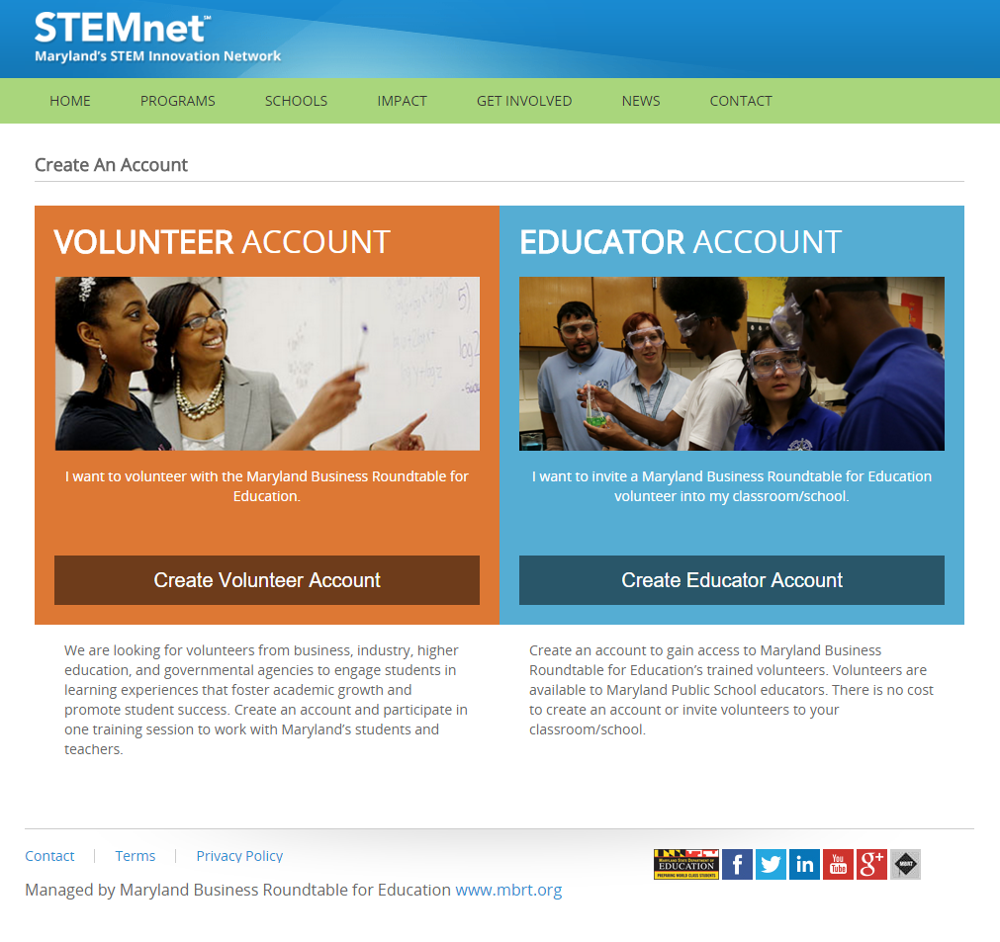 STEMnet℠
Maryland's STEM Innovation Network
HOME PROGRAMS SCHOOLS IMPACT GET INVOLVED NEWS CONTACT
Create An Account
VOLUNTEER ACCOUNT
I want to volunteer with the Maryland Business Roundtable for
Education.
Create Volunteer Account
We are looking for volunteers from business, industry, higher
education, and governmental agencies to engage students in
learning experiences that foster academic growth and
promote student success. Create an account and participate in
one training session to work with Maryland's students and
teachers.
EDUCATOR ACCOUNT
I want to invite a Maryland Business Roundtable for Education
volunteer into my classroom/school.
Create Educator Account
Create an account to gain access to Maryland Business
Roundtable for Education's trained volunteers. Volunteers are
available to Maryland Public School educators. There is no cost
to create an account or invite volunteers to your
classroom/school.
Contact Terms Privacy Policy
Managed by Maryland Business Roundtable for Education www.mbrt.org
MARYLAND STATE DEPARTMENT OF
EDUCATION
PREPARING WORLD CLASS STUDENTS
f
in
You
Tube
g+
MBRT